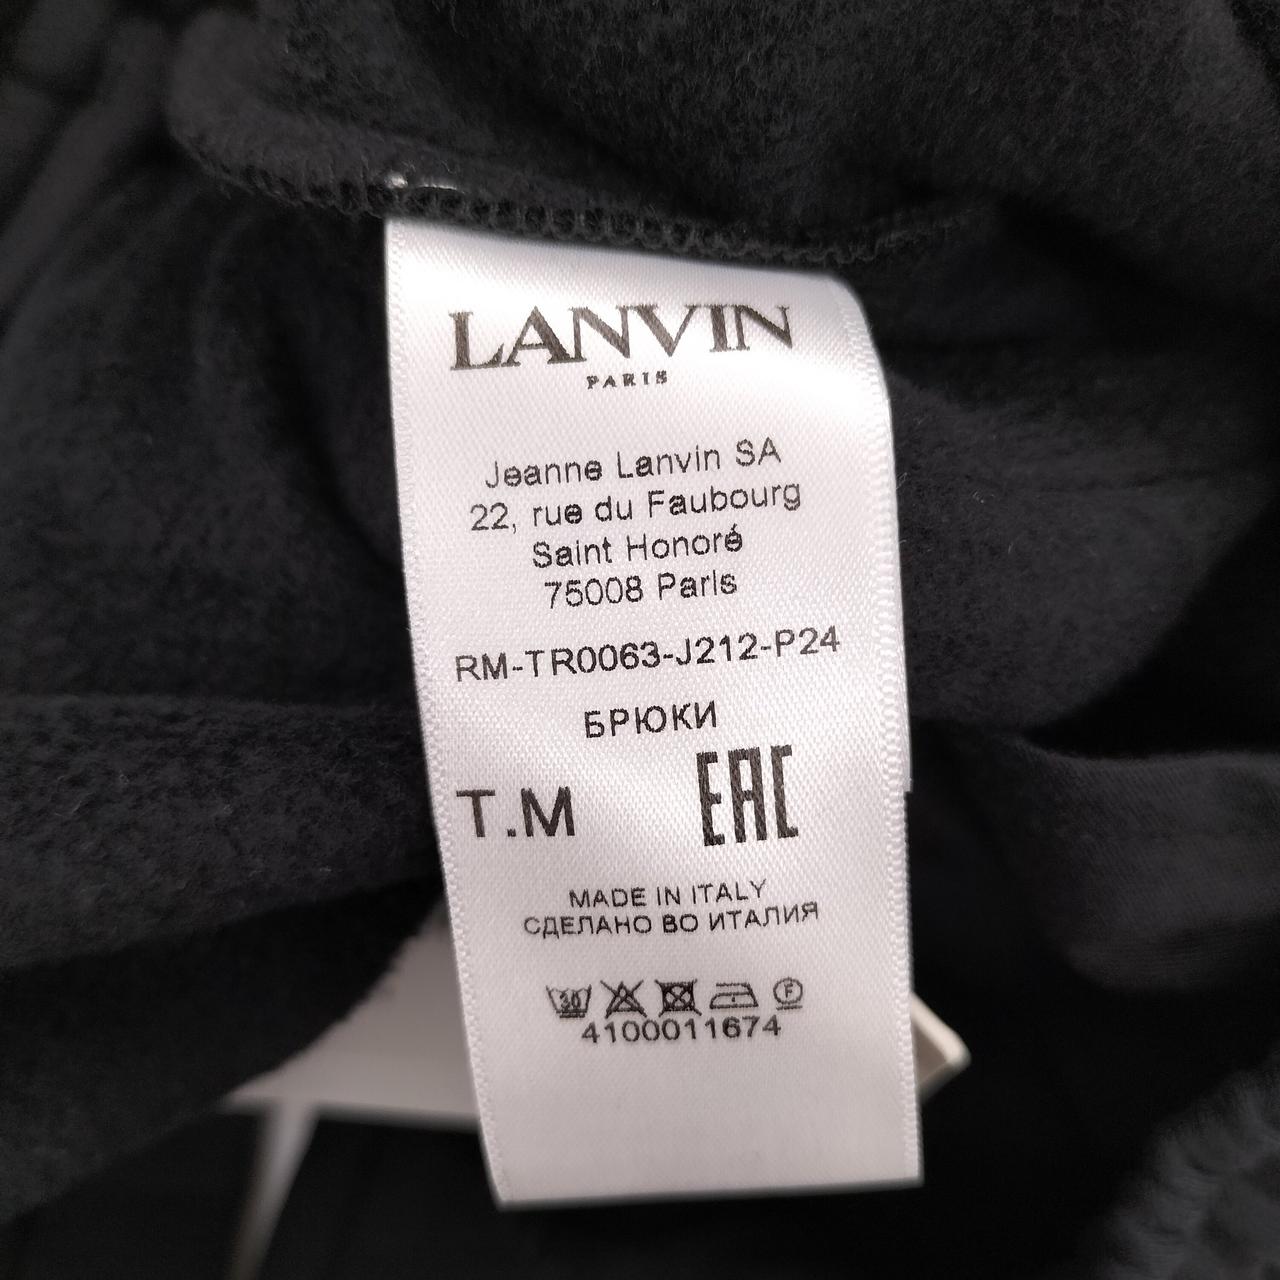 LANVIN
PARIS
Jeanne Lanvin SA
22, rue du Faubourg
Saint Honoré
75008 Paris
RM-TR0063-J212-P24
БРЮКИ
T.M EAC
MADE IN ITALY
СДЕЛАНО ВО ИТАЛИЯ
30 F
4100011674